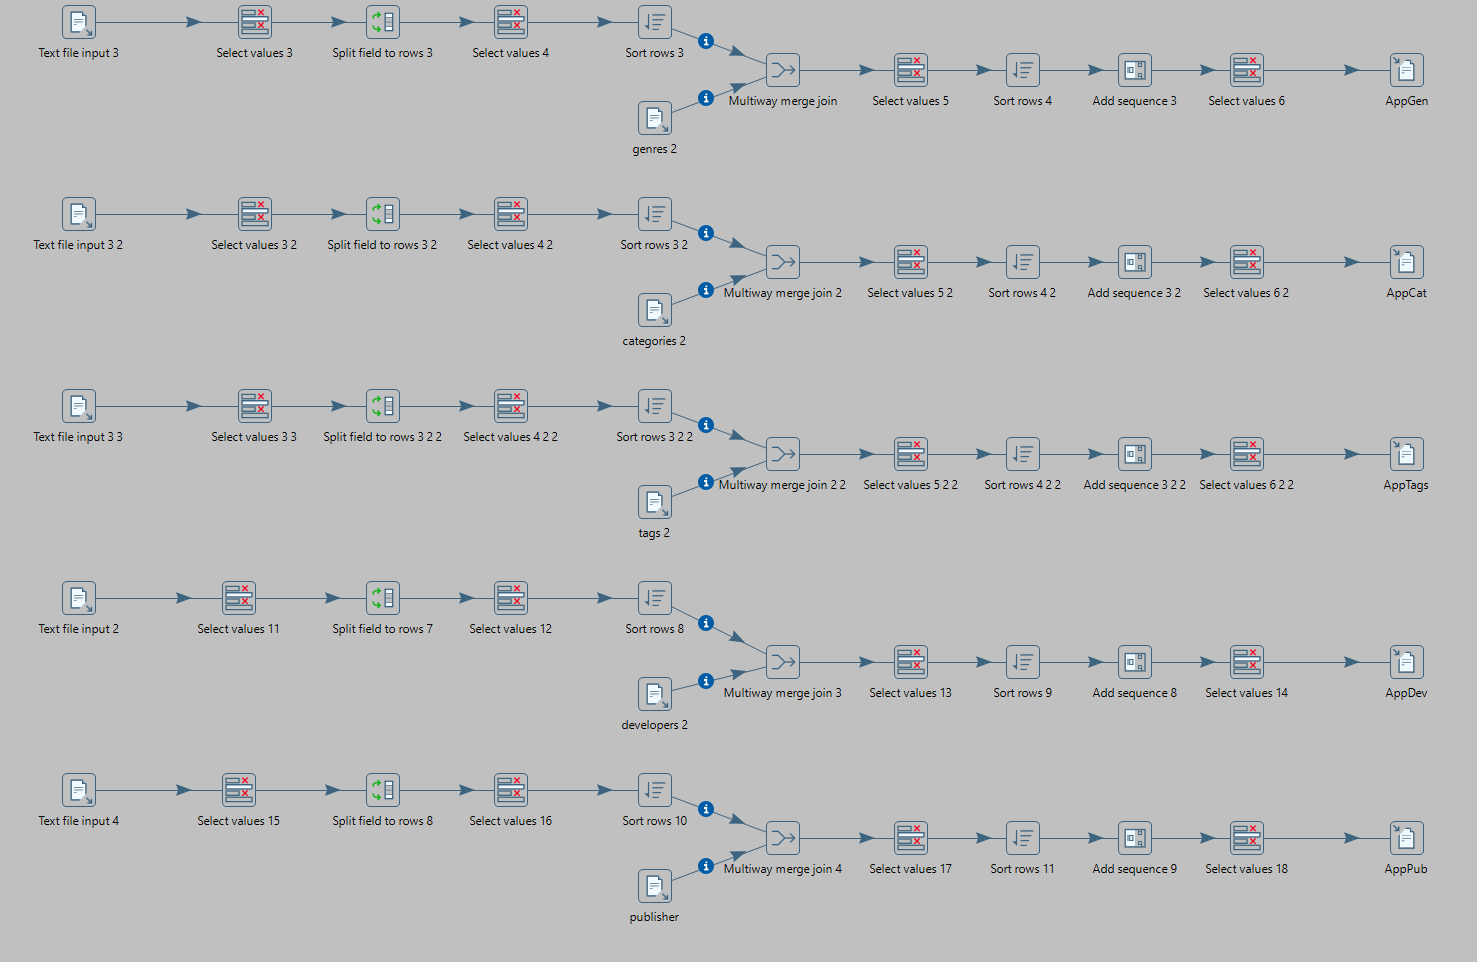 Text file input 3
Select values 3
Split field to rows 3
Select values 4
Sort rows 3
Multiway merge join
Select values 5
Sort rows 4
Add sequence 3
Select values 6
AppGen
genres 2
Text file input 3 2
Select values 3 2
Split field to rows 3 2
Select values 4 2
Sort rows 3 2
Multiway merge join 2
Select values 5 2
Sort rows 4 2
Add sequence 3 2
Select values 6 2
AppCat
categories 2
Text file input 3 3
Select values 3 3
Split field to rows 3 2 2
Select values 4 2 2
Sort rows 3 2 2
Multiway merge join 2 2
Select values 5 2 2
Sort rows 4 2 2
Add sequence 3 2 2
Select values 6 2 2
AppTags
tags 2
Text file input 2
Select values 11
Split field to rows 7
Select values 12
Sort rows 8
Multiway merge join 3
Select values 13
Sort rows 9
Add sequence 8
Select values 14
AppDev
developers 2
Text file input 4
Select values 15
Split field to rows 8
Select values 16
Sort rows 10
Multiway merge join 4
Select values 17
Sort rows 11
Add sequence 9
Select values 18
AppPub
publisher